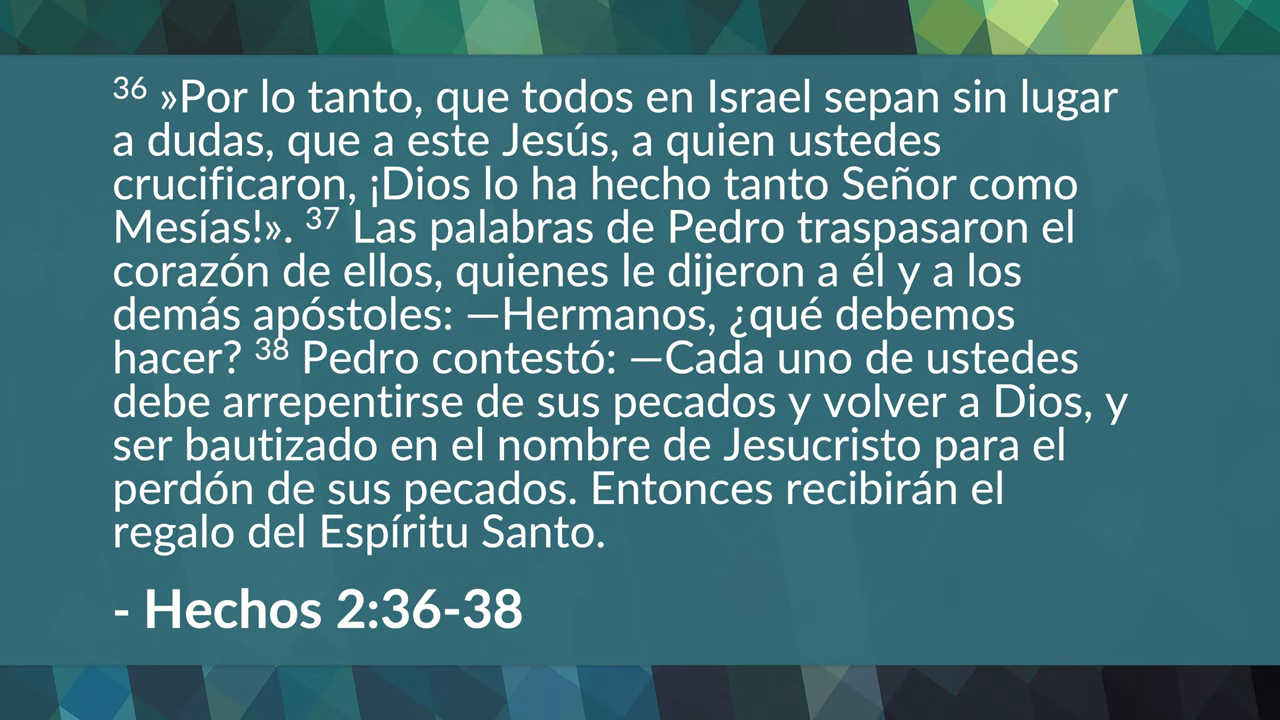 36 »Por lo tanto, que todos en Israel sepan sin lugar
a dudas, que a este Jesús, a quien ustedes
crucificaron, ¡Dios lo ha hecho tanto Señor como
Mesías!». 37 Las palabras de Pedro traspasaron el
corazón de ellos, quienes le dijeron a él y a los
demás apóstoles: —Hermanos, ¿qué debemos
hacer? 38 Pedro contestó: —Cada uno de ustedes
debe arrepentirse de sus pecados y volver a Dios, y
ser bautizado en el nombre de Jesucristo para el
perdón de sus pecados. Entonces recibirán el
regalo del Espíritu Santo.
- Hechos 2:36-38